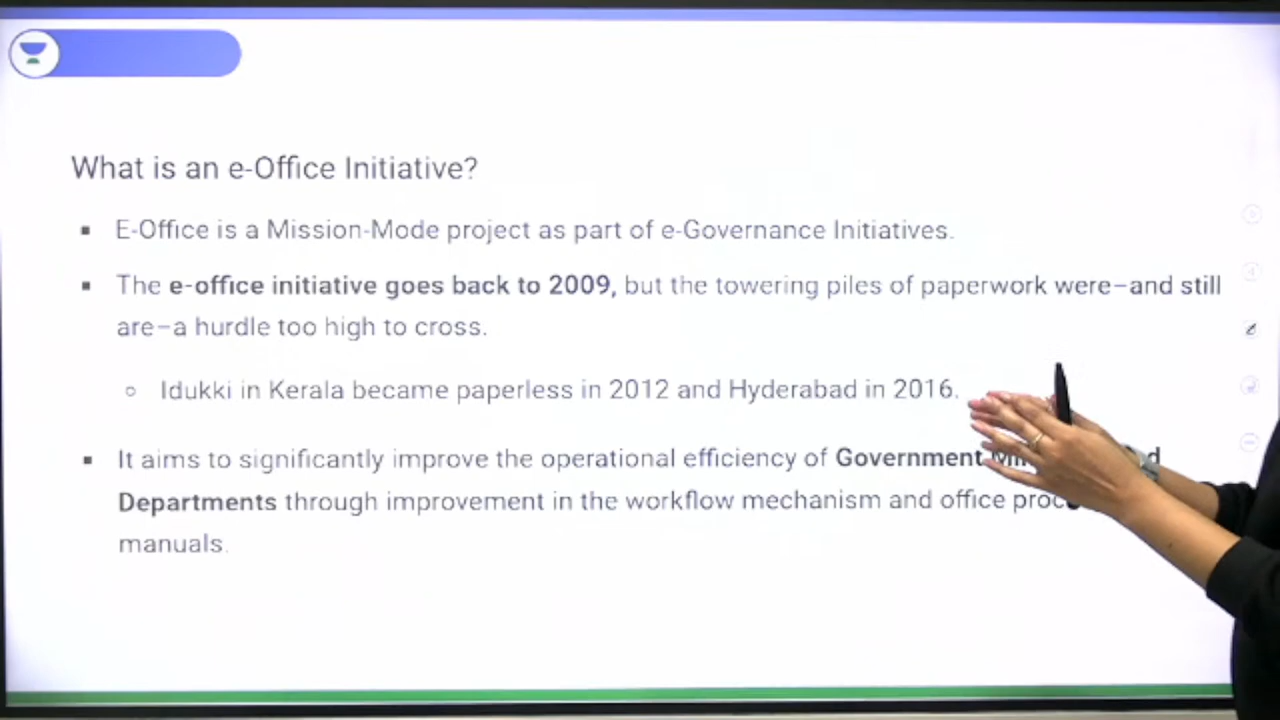 What is an e-Office Initiative?
▪ E-Office is a Mission-Mode project as part of e-Governance Initiatives.
▪ The e-office initiative goes back to 2009, but the towering piles of paperwork were–and still
are–a hurdle too high to cross.
○ Idukki in Kerala became paperless in 2012 and Hyderabad in 2016.
▪ It aims to significantly improve the operational efficiency of Government
Departments through improvement in the workflow mechanism and office
manuals.